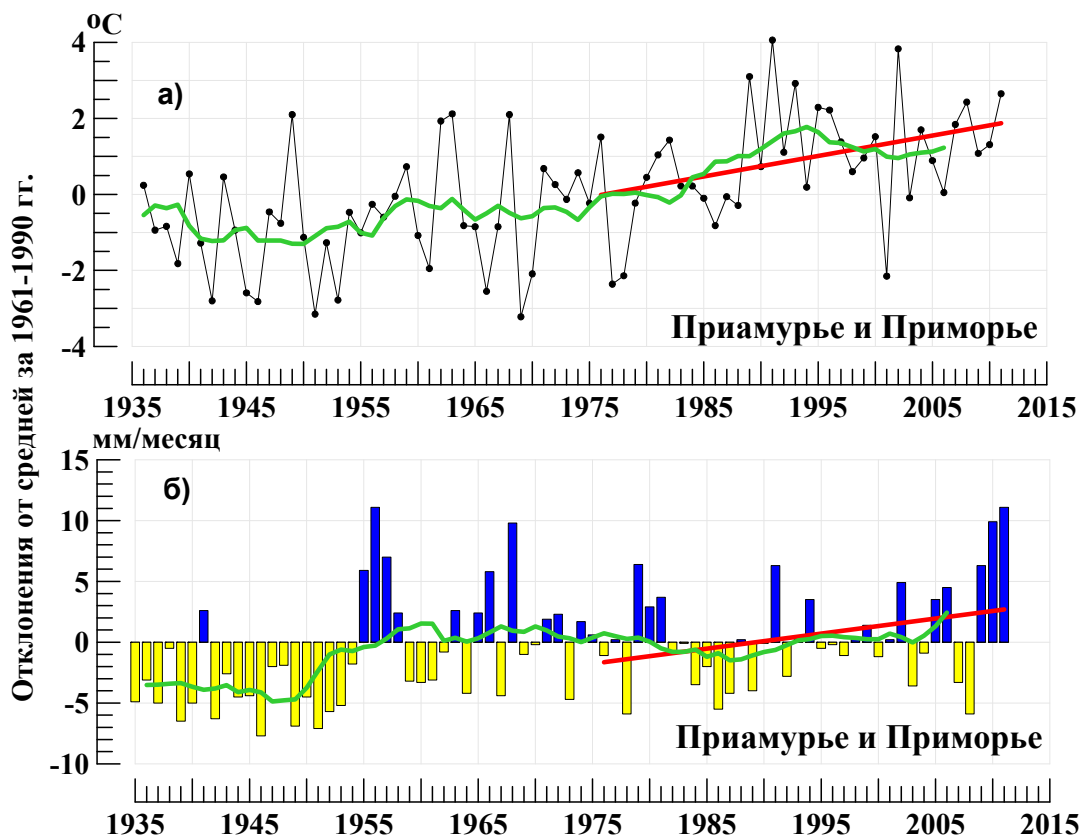 Отклонения от средней за 1961-1990 гг.
°C
а)
4
2
0
-2
-4
Приамурье и Приморье
1935 1945 1955 1965 1975 1985 1995 2005 2015
мм/месяц
б)
15
10
5
0
-5
-10
Приамурье и Приморье
1935 1945 1955 1965 1975 1985 1995 2005 2015